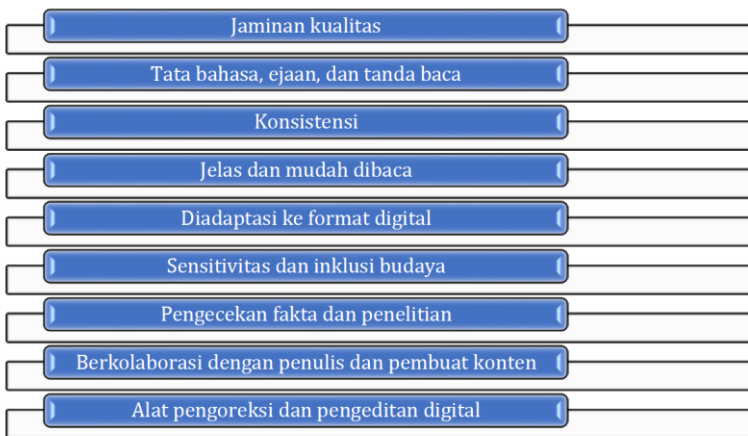 Jaminan kualitas
Tata bahasa, ejaan, dan tanda baca
Konsistensi
Jelas dan mudah dibaca
Diadaptasi ke format digital
Sensitivitas dan inklusi budaya
Pengecekan fakta dan penelitian
Berkolaborasi dengan penulis dan pembuat konten
Alat pengoreksi dan pengeditan digital